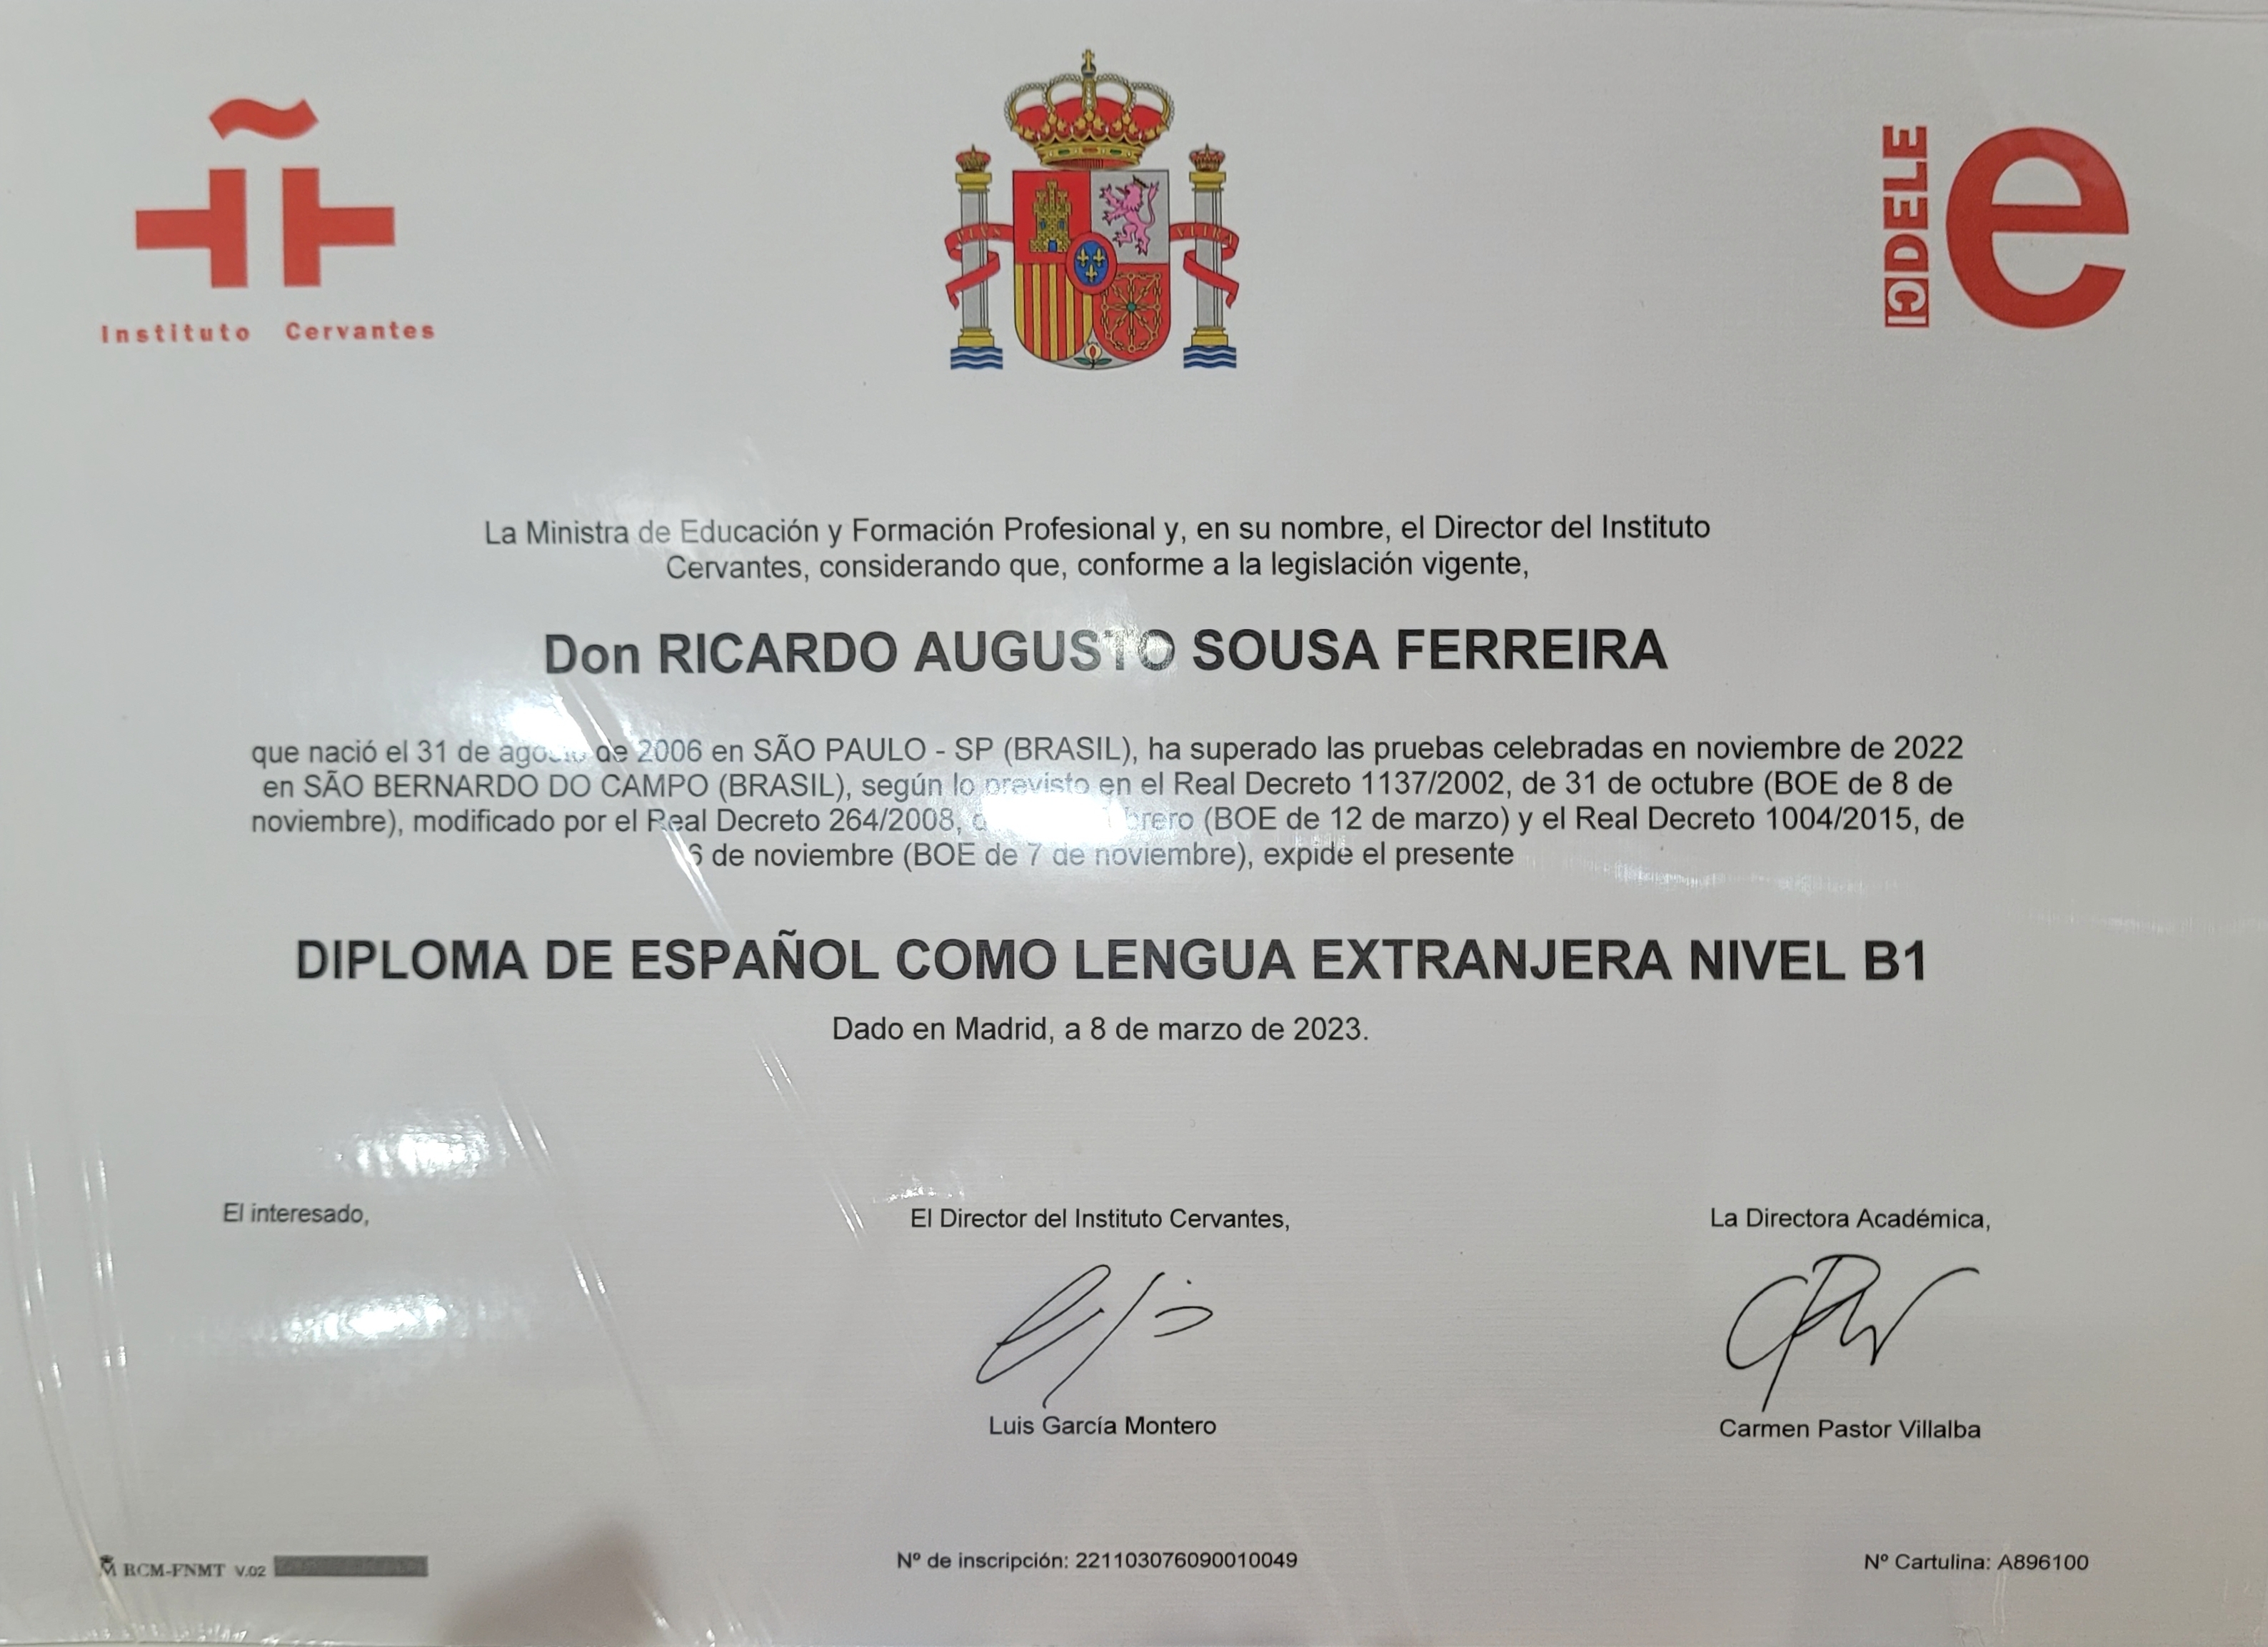 Instituto Cervantes
PLVS VLTRA
DELE
e
La Ministra de Educación y Formación Profesional y, en su nombre, el Director del Instituto
Cervantes, considerando que, conforme a la legislación vigente,
Don RICARDO AUGUSTO SOUSA FERREIRA
que nació el 31 de agosto de 2006 en SÃO PAULO - SP (BRASIL), ha superado las pruebas celebradas en noviembre de 2022
en SÃO BERNARDO DO CAMPO (BRASIL), según lo previsto en el Real Decreto 1137/2002, de 31 de octubre (BOE de 8 de
noviembre), modificado por el Real Decreto 264/2008, (BOE de 12 de marzo) y el Real Decreto 1004/2015, de
6 de noviembre (BOE de 7 de noviembre), expide el presente
DIPLOMA DE ESPAÑOL COMO LENGUA EXTRANJERA NIVEL B1
Dado en Madrid, a 8 de marzo de 2023.
El interesado,
El Director del Instituto Cervantes,
La Directora Académica,
Luis García Montero
Carmen Pastor Villalba
RCM-FNMT V.02
Nº de inscripción: 221103076090010049
Nº Cartulina: A896100